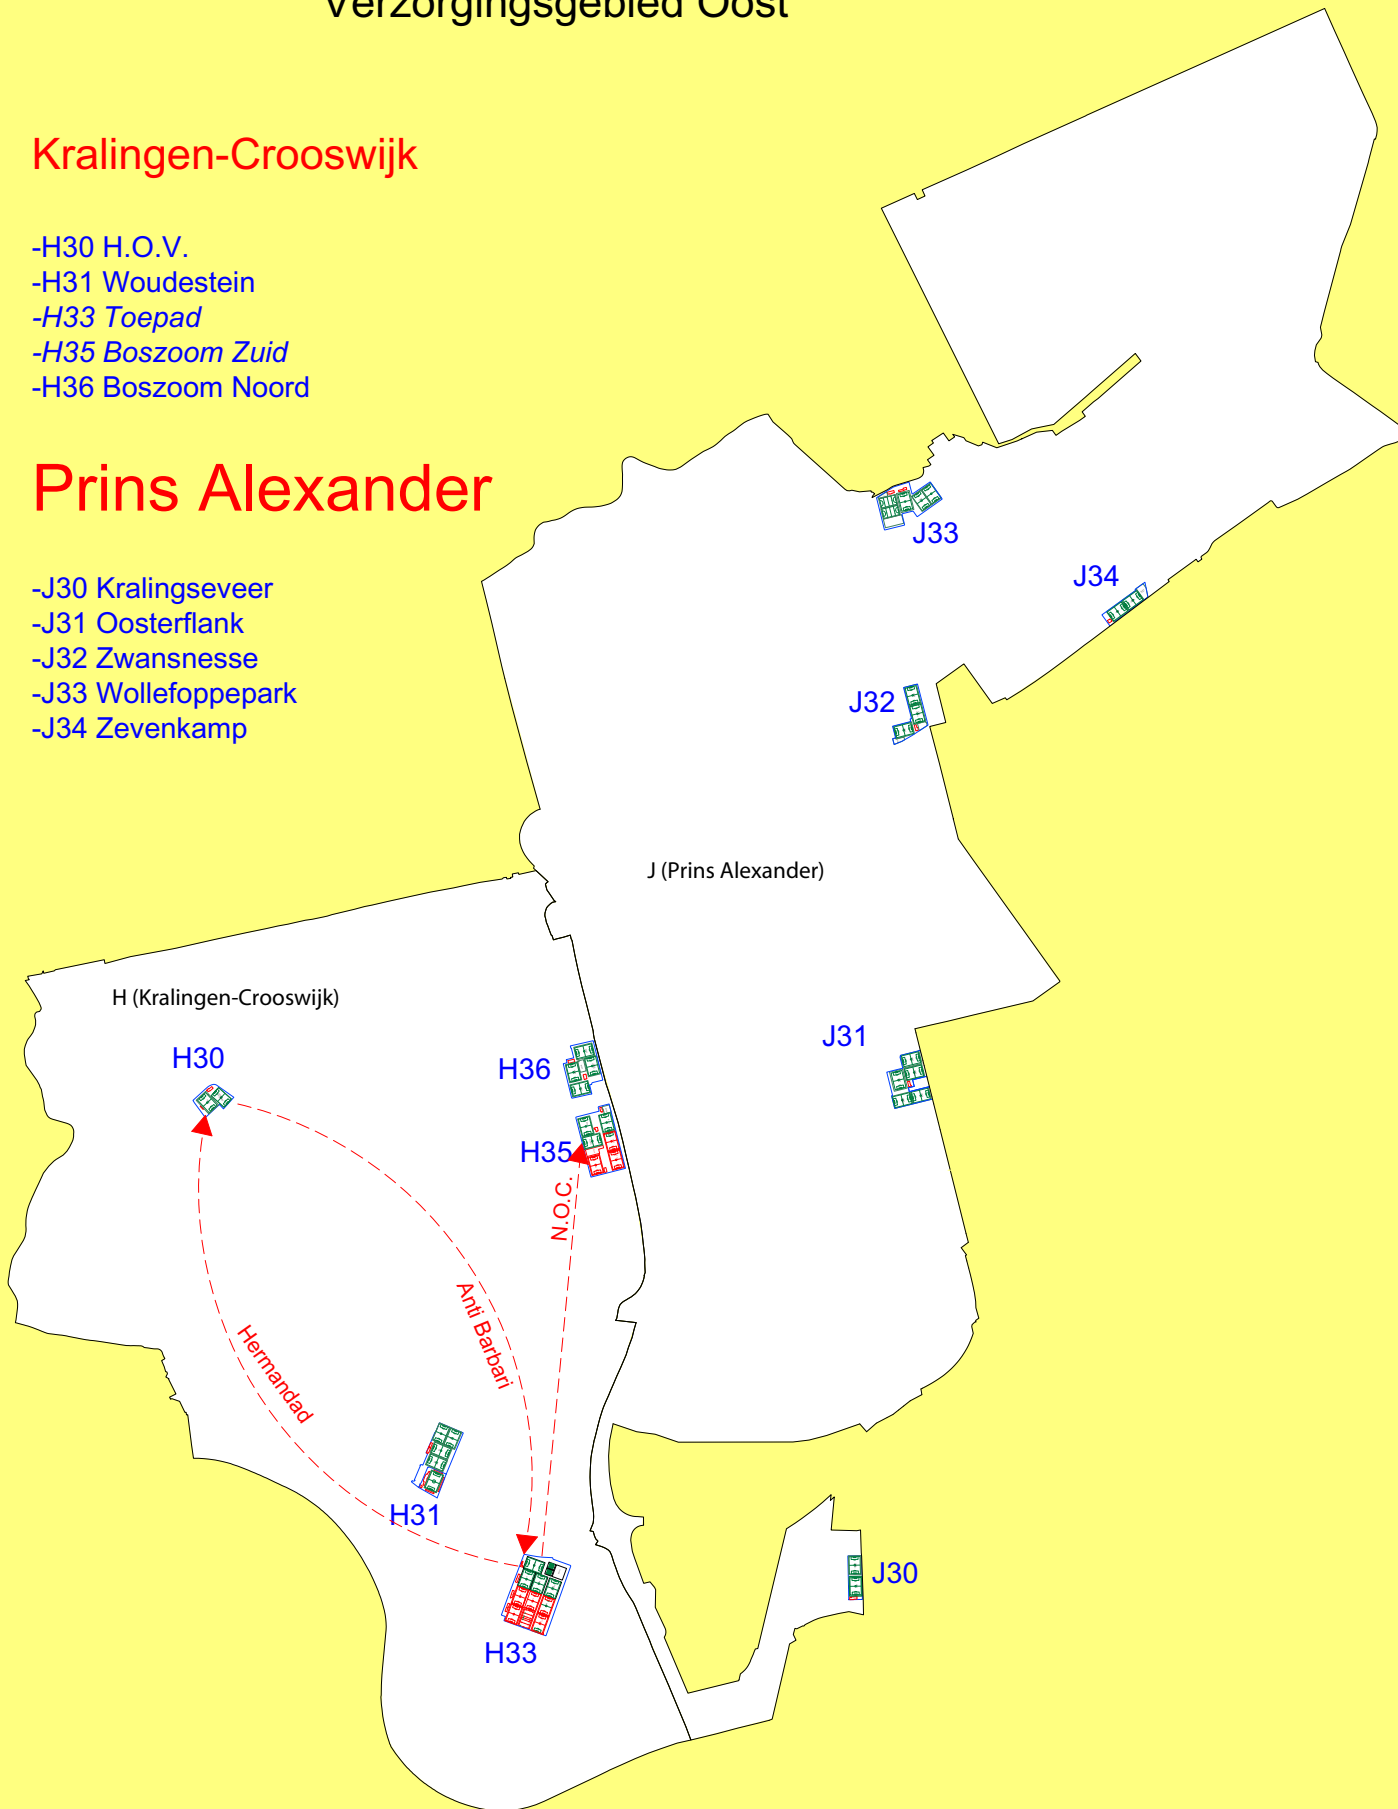 Verzorgingsgebied Oost
Kralingen-Crooswijk
-H30 H.O.V.
-H31 Woudestein
-H33 Toepad
-H35 Boszoom Zuid
-H36 Boszoom Noord
Prins Alexander
-J30 Kralingseveer
-J31 Oosterflank
-J32 Zwansnesse
-J33 Wollefoppepark
-J34 Zevenkamp
J33
J34
J32
J (Prins Alexander)
H (Kralingen-Crooswijk)
J31
H30
H36
H35
N.O.C.
Anti Barbari
Hermandad
H31
J30
H33